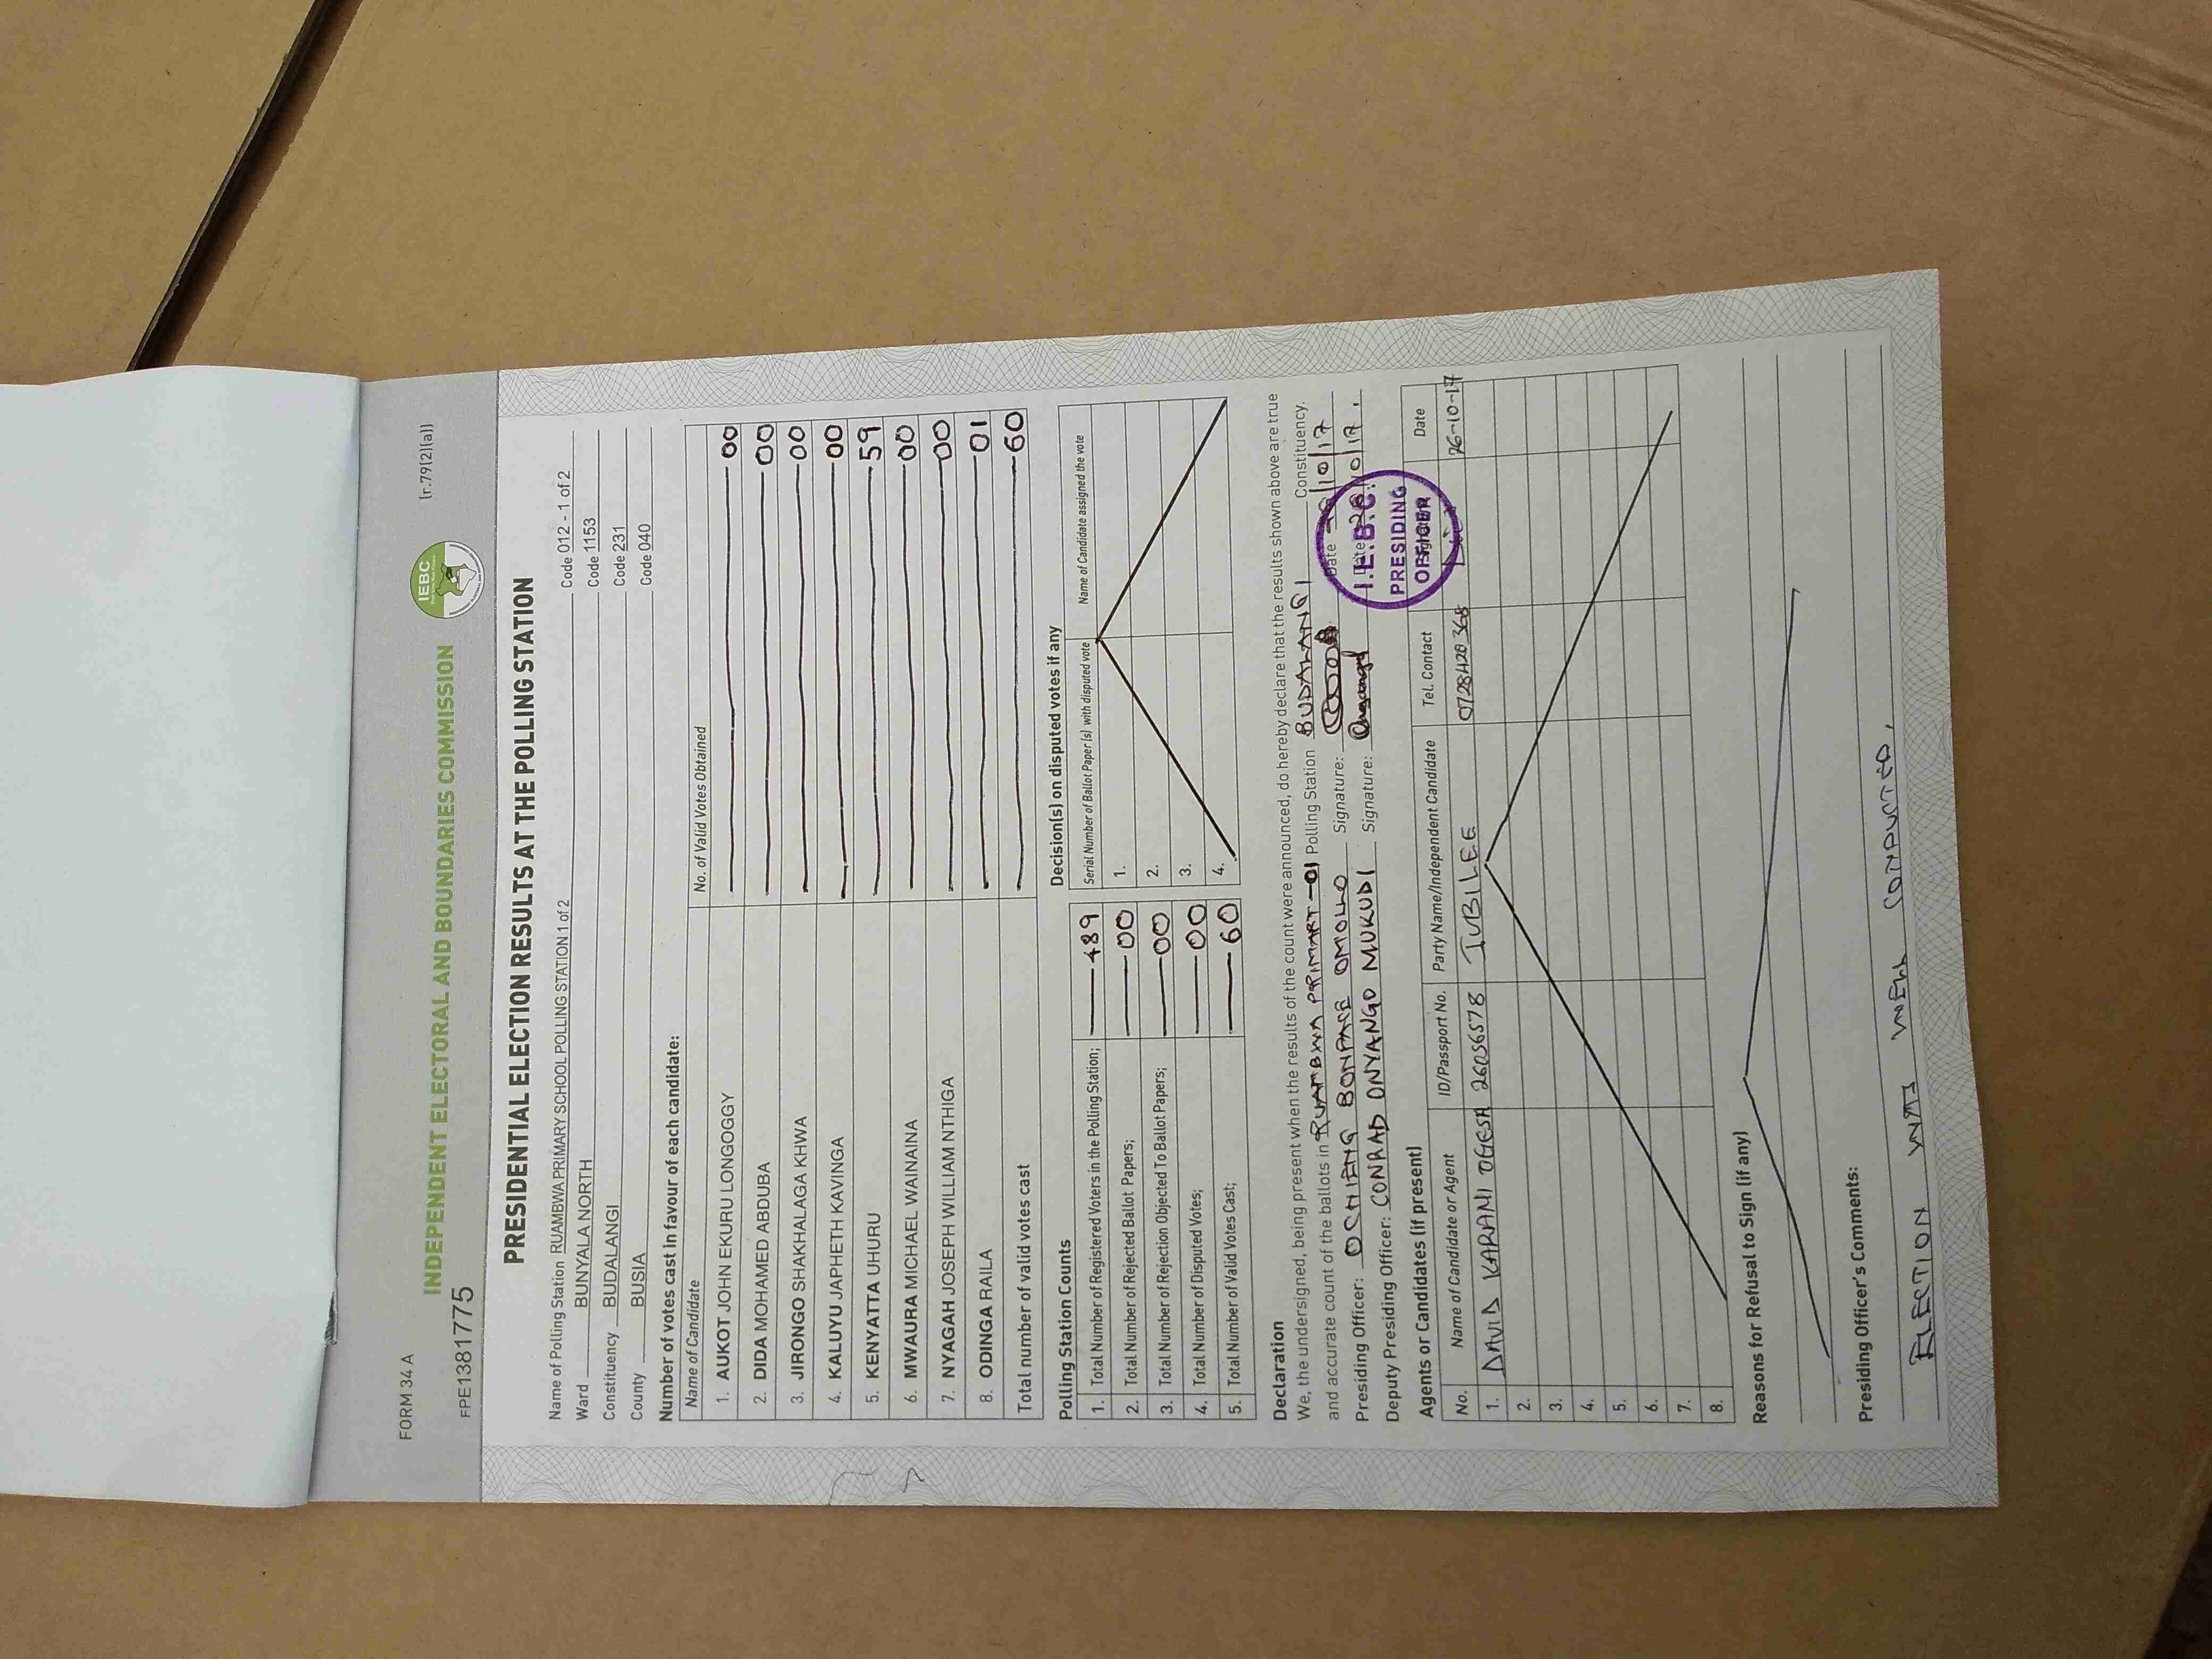 FORM 34 A
(r.79(2)(a))
INDEPENDENT ELECTORAL AND BOUNDARIES COMMISSION
IEBC
FPE1381775
PRESIDENTIAL ELECTION RESULTS AT THE POLLING STATION
Name of Polling Station RUAMBWA PRIMARY SCHOOL POLLING STATION 1 of 2 Code 012 - 1 of 2
Ward BUNYALA NORTH Code 1153
Constituency BUDALANGI Code 231
County BUSIA Code 040
Number of votes cast in favour of each candidate:
Name of Candidate No. of Valid Votes Obtained
1. AUKOT JOHN EKURU LONGOGGY 00
2. DIDA MOHAMED ABDUBA 00
3. JIRONGO SHAKHALAGA KHWA 00
4. KALUYU JAPHETH KAVINGA 00
5. KENYATTA UHURU 59
6. MWAURA MICHAEL WAINAINA 00
7. NYAGAH JOSEPH WILLIAM NTHIGA 00
8. ODINGA RAILA 01
Total number of valid votes cast 60
Polling Station Counts
1. Total Number of Registered Voters in the Polling Station; 489
2. Total Number of Rejected Ballot Papers; 00
3. Total Number of Rejection Objected To Ballot Papers; 00
4. Total Number of Disputed Votes; 00
5. Total Number of Valid Votes Cast; 60
Decision(s) on disputed votes if any
Serial Number of Ballot Paper (s) with disputed vote Name of Candidate assigned the vote
1.
2.
3.
4.
Declaration
We, the undersigned, being present when the results of the count were announced, do hereby declare that the results shown above are true
and accurate count of the ballots in RUAMBWA PRIMARY-01 Polling Station BUDALANGI Constituency.
Presiding Officer: OCHIENG BONFACE OMOLLO Signature: Date 10/17
Deputy Presiding Officer: CONRAD ONYANGO MUKUDI Signature:
I.E.B.C.
PRESIDING
OFFICER
Agents or Candidates (if present)
No. Name of Candidate or Agent ID/Passport No. Party Name/Independent Candidate Tel. Contact Date
1. DAVID KARANI 26056578 JUBILEE 0728420368 26-10-17
2.
3.
4.
5.
6.
7.
8.
Reasons for Refusal to Sign (if any)
Presiding Officer's Comments:
ELECTION WAS WELL CONDUCTED.